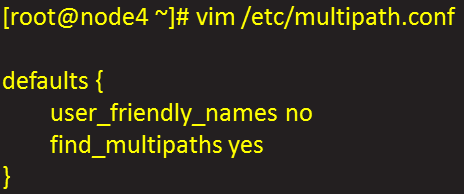 [root@node4 ~]# vim /etc/multipath.conf
defaults {
user_friendly_names no
find_multipaths yes
}